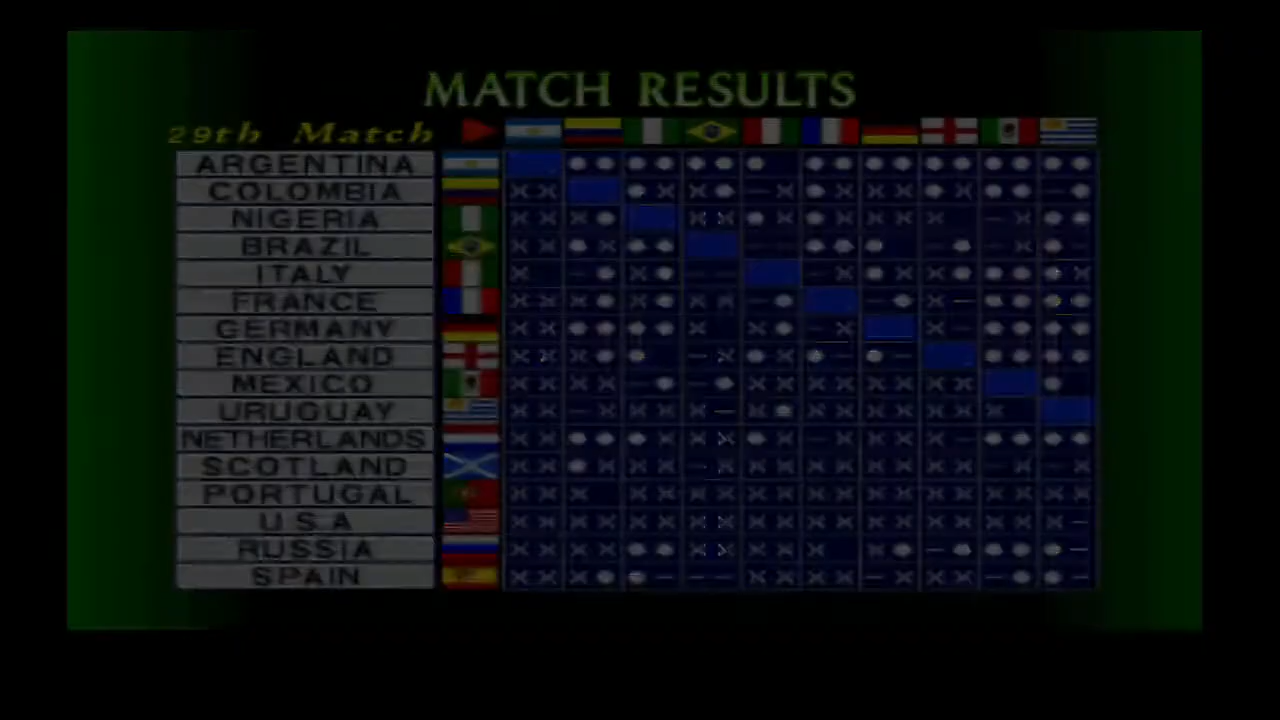 MATCH RESULTS
29th Match
ARGENTINA
COLOMBIA
NIGERIA
BRAZIL
ITALY
FRANCE
GERMANY
ENGLAND
MEXICO
URUGUAY
NETHERLANDS
SCOTLAND
PORTUGAL
USA
RUSSIA
SPAIN